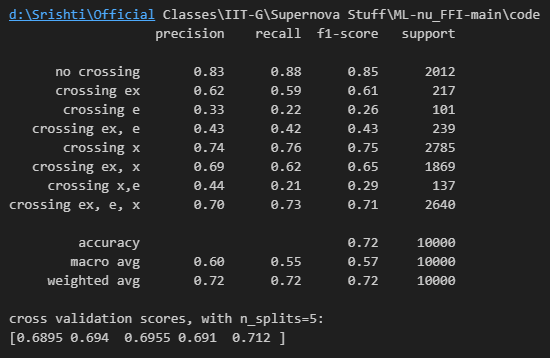 d:\Srishti\Official Classes\IIT-G\Supernova Stuff\ML-nu_FFI-main\code
precision recall f1-score support
no crossing 0.83 0.88 0.85 2012
crossing ex 0.62 0.59 0.61 217
crossing e 0.33 0.22 0.26 101
crossing ex, e 0.43 0.42 0.43 239
crossing x 0.74 0.76 0.75 2785
crossing ex, x 0.69 0.62 0.65 1869
crossing x,e 0.44 0.21 0.29 137
crossing ex, e, x 0.70 0.73 0.71 2640
accuracy 0.72 10000
macro avg 0.60 0.55 0.57 10000
weighted avg 0.72 0.72 0.72 10000
cross validation scores, with n_splits=5:
[0.6895 0.694  0.6955 0.691  0.712 ]